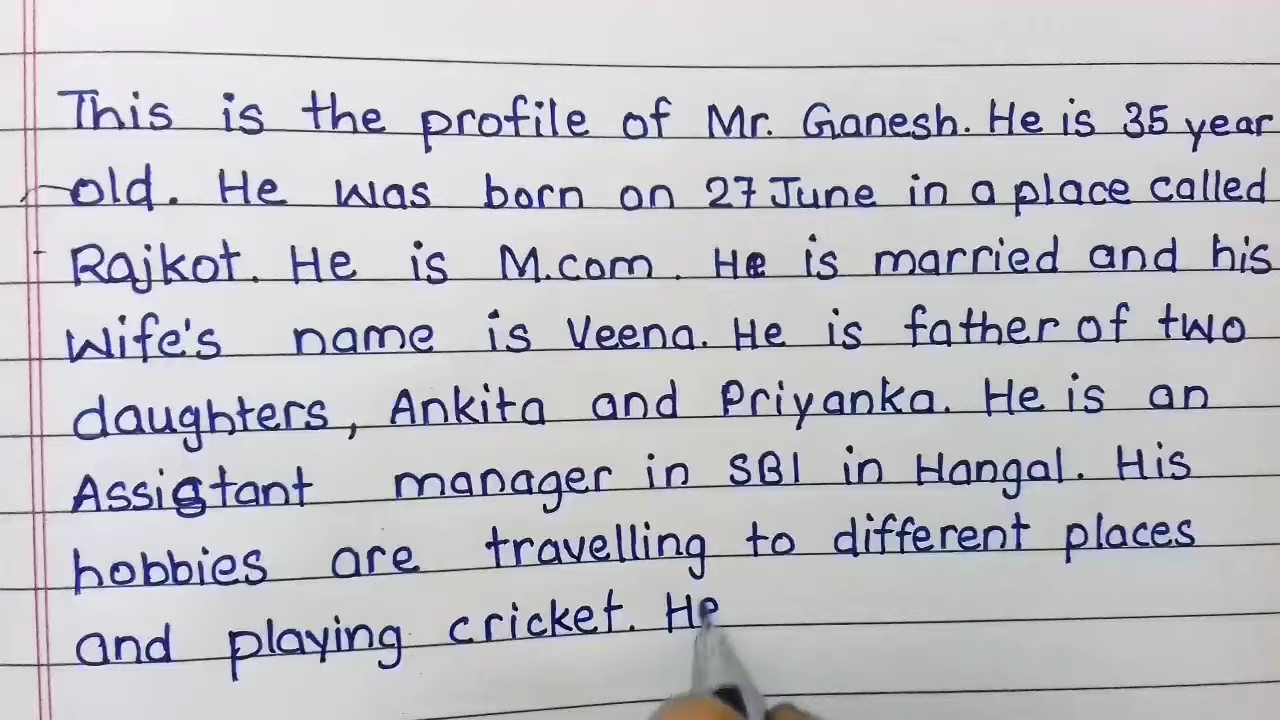 This is the profile of Mr. Ganesh. He is 35 year
old. He was born on 27 June in a place called
Rajkot. He is M.com. He is married and his
wife's name is Veena. He is father of two
daughters, Ankita and Priyanka. He is an
Assistant manager in SBI in Hangal. His
hobbies are travelling to different places
and playing cricket. He